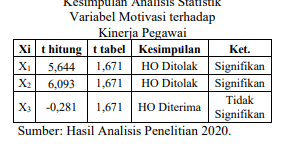 Kesimpulan Analisis Statistik
Variabel Motivasi terhadap
Kinerja Pegawai
Xi t hitung t tabel Kesimpulan Ket.
X1 5,644 1,671 HO Ditolak Signifikan
X2 6,093 1,671 HO Ditolak Signifikan
X3 -0,281 1,671 HO Diterima Tidak Signifikan
Sumber: Hasil Analisis Penelitian 2020.